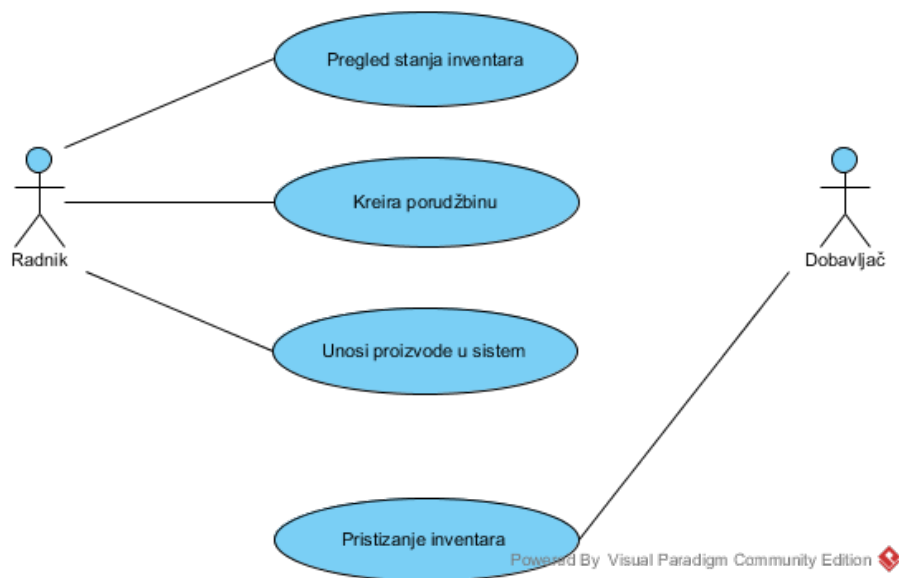 Pregled stanja inventara
Kreira porudžbinu
Radnik
Dobavljač
Unosi proizvode u sistem
Pristizanje inventara
Powered By Visual Paradigm Community Edition